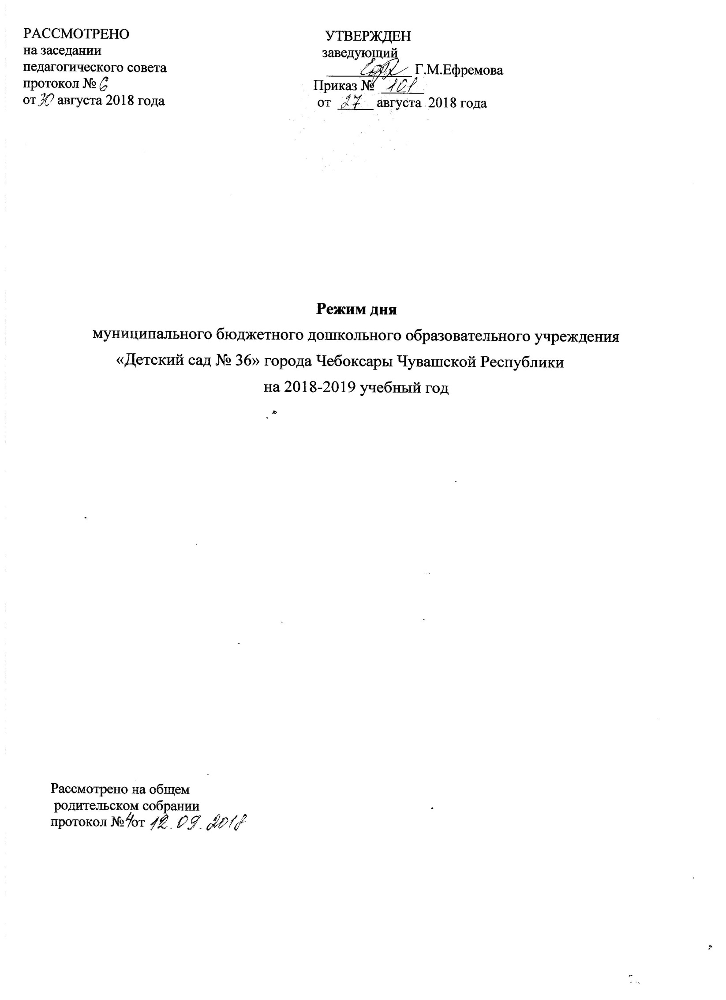 РАССМОТРЕНО
на заседании
педагогического совета
протокол № 6
от 30 августа 2018 года
УТВЕРЖДЕН
заведующий
Г.М.Ефремова
Приказ № 101
от 27 августа 2018 года
Режим дня
муниципального бюджетного дошкольного образовательного учреждения
«Детский сад № 36» города Чебоксары Чувашской Республики
на 2018-2019 учебный год
Рассмотрено на общем
родительском собрании
протокол №4от 12.09.2018